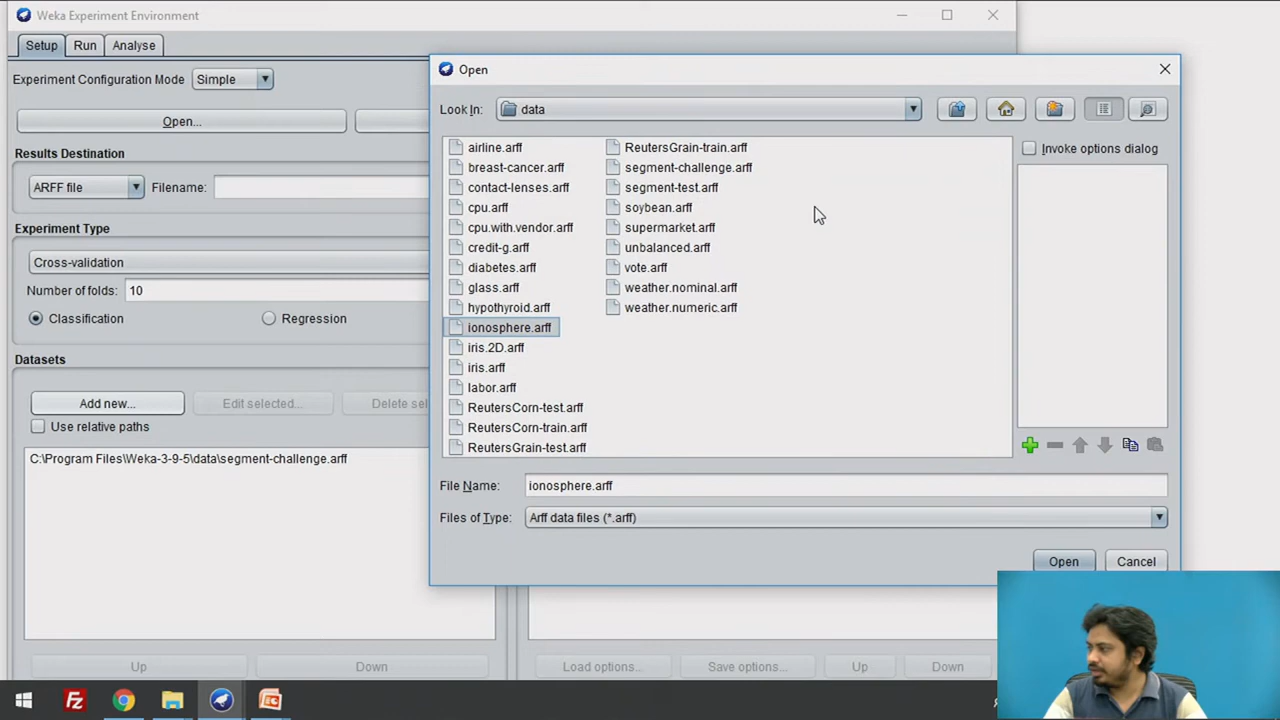 Weka Experiment Environment
Setup Run Analyse
Experiment Configuration Mode Simple
Open...
Results Destination
ARFF file Filename:
Experiment Type
Cross-validation
Number of folds: 10
Classification Regression
Datasets
Add new... Edit selected... Delete sel
Use relative paths
C:\Program Files\Weka-3-9-5\data\segment-challenge.arff
Up Down
Load options... Save options... Up Down
Open
Look In: data
airline.arff
breast-cancer.arff
contact-lenses.arff
cpu.arff
cpu.with.vendor.arff
credit-g.arff
diabetes.arff
glass.arff
hypothyroid.arff
ionosphere.arff
iris.2D.arff
iris.arff
labor.arff
ReutersCorn-test.arff
ReutersCorn-train.arff
ReutersGrain-test.arff
ReutersGrain-train.arff
segment-challenge.arff
segment-test.arff
soybean.arff
supermarket.arff
unbalanced.arff
vote.arff
weather.nominal.arff
weather.numeric.arff
Invoke options dialog
File Name: ionosphere.arff
Files of Type: Arff data files (*.arff)
Open Cancel